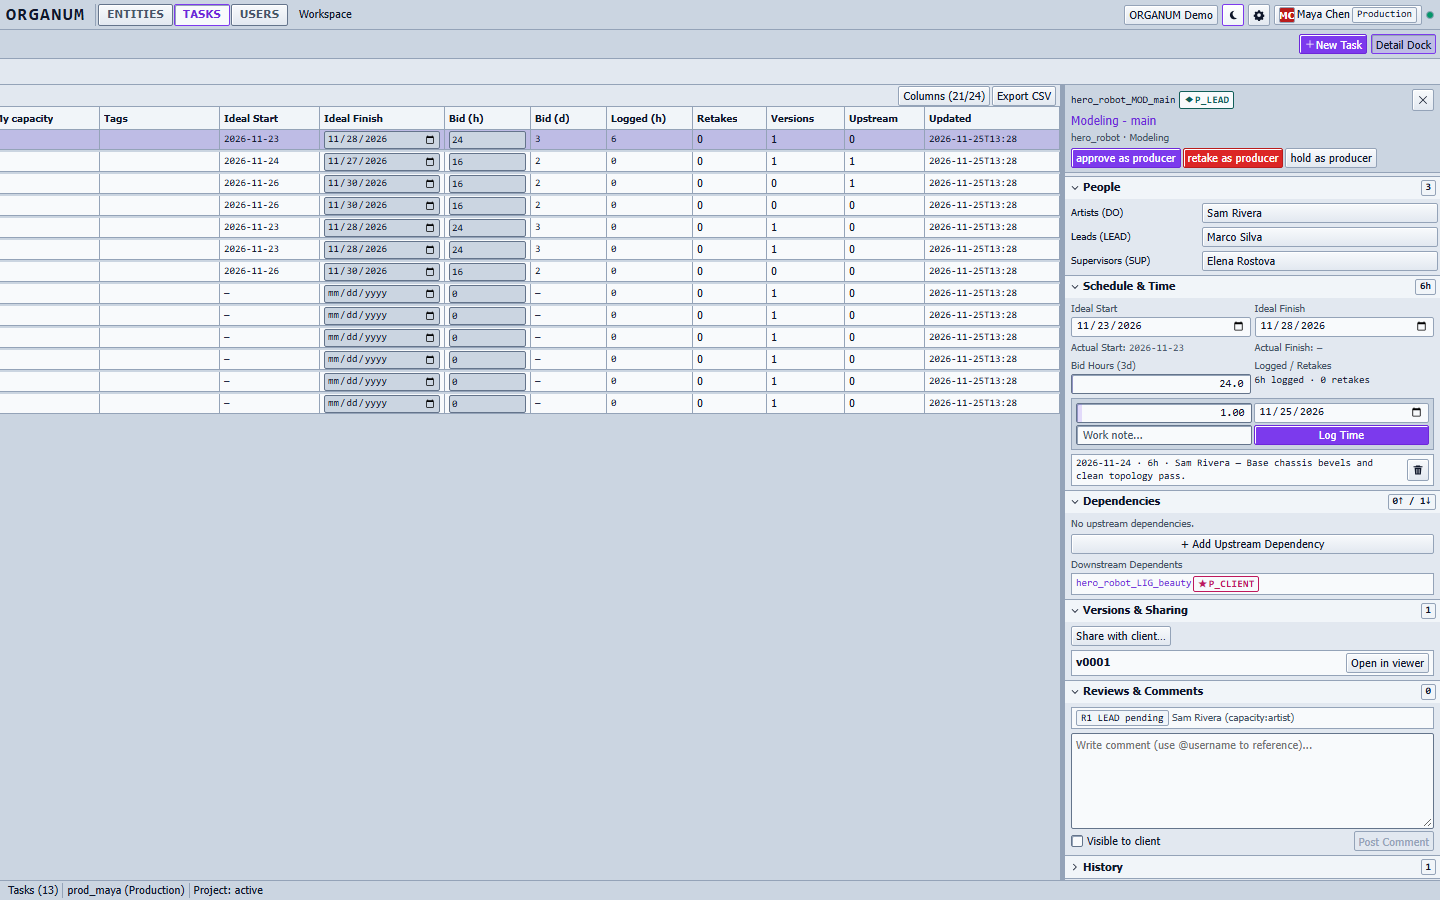 ORGANUM ENTITIES TASKS USERS Workspace ORGANUM Demo MC Maya Chen Production
+ New Task Detail Dock
Columns (21/24) Export CSV
My capacity Tags Ideal Start Ideal Finish Bid (h) Bid (d) Logged (h) Retakes Versions Upstream Updated
2026-11-23 11/28/2026 24 3 6 0 1 0 2026-11-25T13:28
2026-11-24 11/27/2026 16 2 0 0 1 1 2026-11-25T13:28
2026-11-26 11/30/2026 16 2 0 0 0 1 2026-11-25T13:28
2026-11-26 11/30/2026 16 2 0 0 0 0 2026-11-25T13:28
2026-11-23 11/28/2026 24 3 0 0 1 0 2026-11-25T13:28
2026-11-23 11/28/2026 24 3 0 0 1 0 2026-11-25T13:28
2026-11-26 11/30/2026 16 2 0 0 0 0 2026-11-25T13:28
— mm/dd/yyyy 0 — 0 0 1 0 2026-11-25T13:28
— mm/dd/yyyy 0 — 0 0 1 0 2026-11-25T13:28
— mm/dd/yyyy 0 — 0 0 1 0 2026-11-25T13:28
— mm/dd/yyyy 0 — 0 0 1 0 2026-11-25T13:28
— mm/dd/yyyy 0 — 0 0 1 0 2026-11-25T13:28
— mm/dd/yyyy 0 — 0 0 1 0 2026-11-25T13:28
hero_robot_MOD_main ◆P_LEAD
Modeling - main
hero_robot · Modeling
approve as producer retake as producer hold as producer
People 3
Artists (DO) Sam Rivera
Leads (LEAD) Marco Silva
Supervisors (SUP) Elena Rostova
Schedule & Time 6h
Ideal Start Ideal Finish
11/23/2026 11/28/2026
Actual Start: 2026-11-23 Actual Finish: —
Bid Hours (3d) Logged / Retakes
24.0 6h logged · 0 retakes
1.00 11/25/2026
Work note... Log Time
2026-11-24 · 6h · Sam Rivera — Base chassis bevels and
clean topology pass.
Dependencies 0↑ / 1↓
No upstream dependencies.
+ Add Upstream Dependency
Downstream Dependents
hero_robot_LIG_beauty ★P_CLIENT
Versions & Sharing 1
Share with client...
v0001 Open in viewer
Reviews & Comments 0
R1 LEAD pending Sam Rivera (capacity:artist)
Write comment (use @username to reference)...
Visible to client Post Comment
History 1
Tasks (13) prod_maya (Production) Project: active